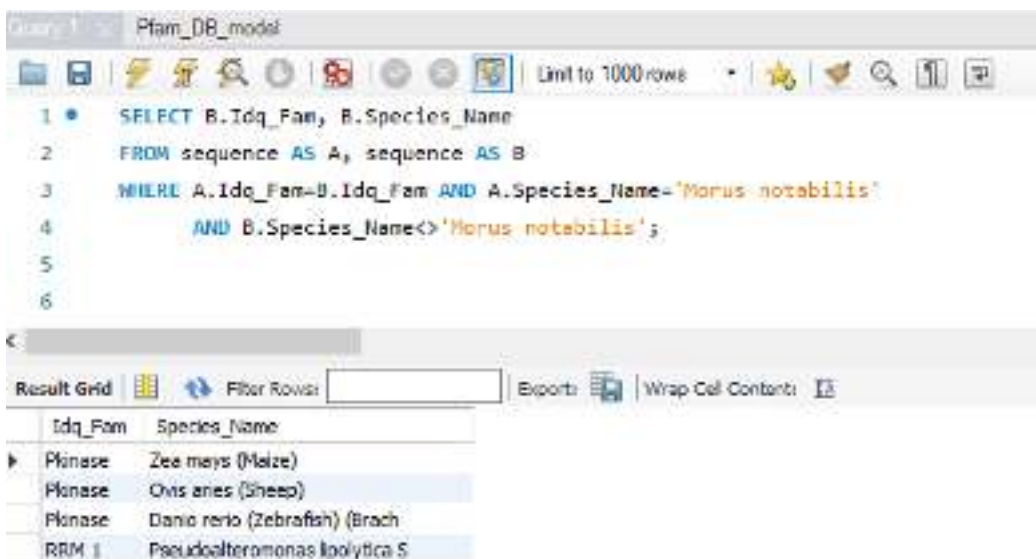 Query 1 Pfam_DB_model
Limit to 1000 rows
1 SELECT B.Idq_Fam, B.Species_Name
2 FROM sequence AS A, sequence AS B
3 WHERE A.Idq_Fam=B.Idq_Fam AND A.Species_Name='Morus notabilis'
4 AND B.Species_Name<>'Morus notabilis';
5
6
Result Grid Filter Rows: Export: Wrap Cell Content:
Idq_Fam Species_Name
Pkinase Zea mays (Maize)
Pkinase Ovis aries (Sheep)
Pkinase Danio rerio (Zebrafish) (Brach
RRM_1 Pseudoalteromonas lipolytica S